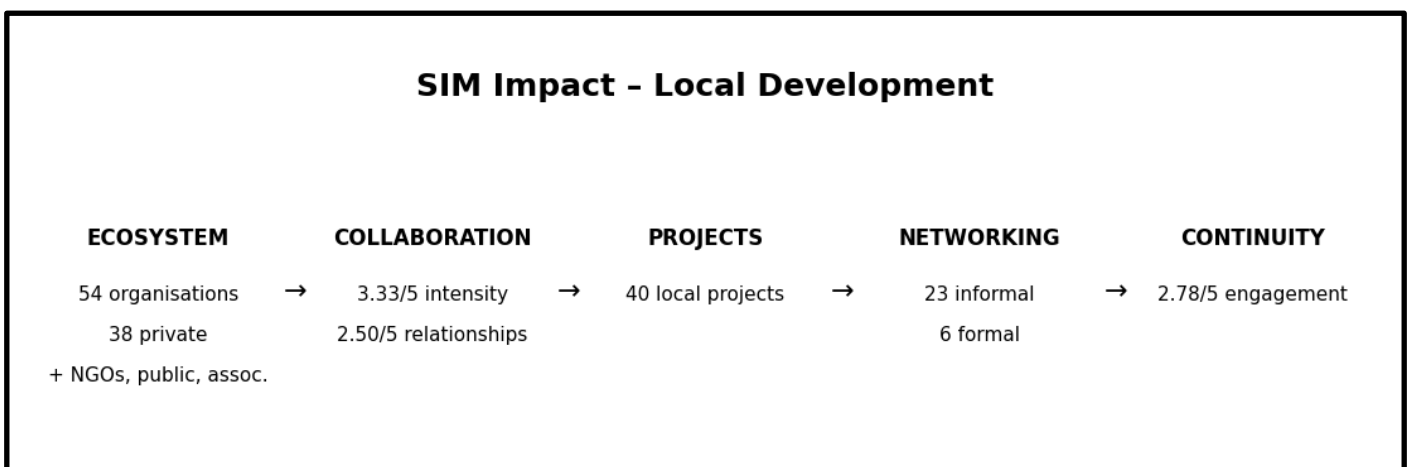 SIM Impact – Local Development
ECOSYSTEM
54 organisations
38 private
+ NGOs, public, assoc.
→
COLLABORATION
3.33/5 intensity
2.50/5 relationships
→
PROJECTS
40 local projects
→
NETWORKING
23 informal
6 formal
→
CONTINUITY
2.78/5 engagement